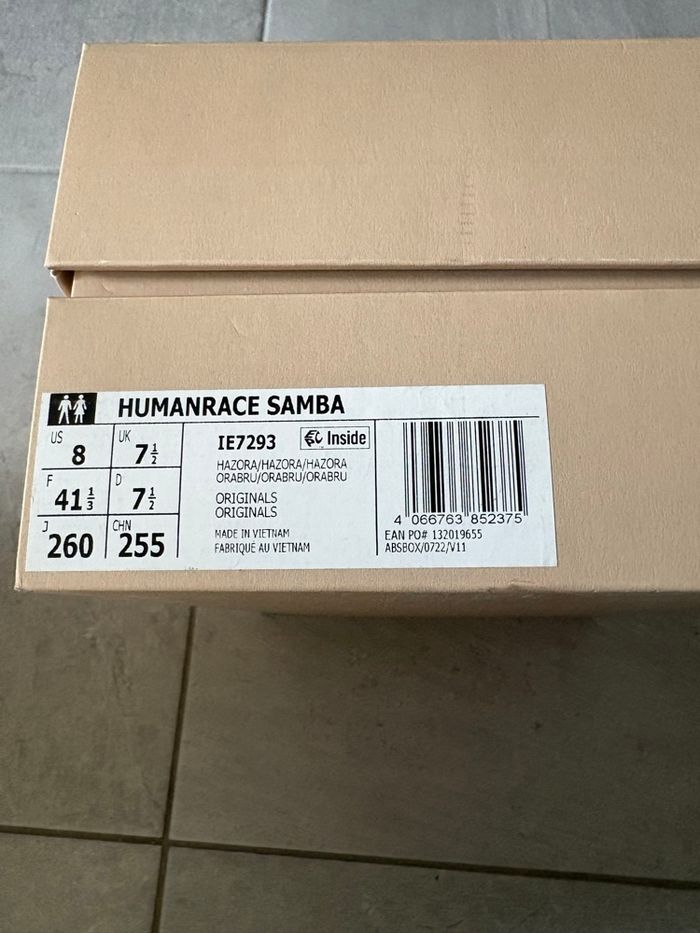 HUMANRACE SAMBA
US 8 UK 7½
F 41⅓ D 7½
J 260 CHN 255
IE7293 Inside
HAZORA/HAZORA/HAZORA
ORABRU/ORABRU/ORABRU
ORIGINALS
ORIGINALS
MADE IN VIETNAM
FABRIQUÉ AU VIETNAM
4 066763 852375
EAN PO# 132019655
ABSBOX/0722/V11